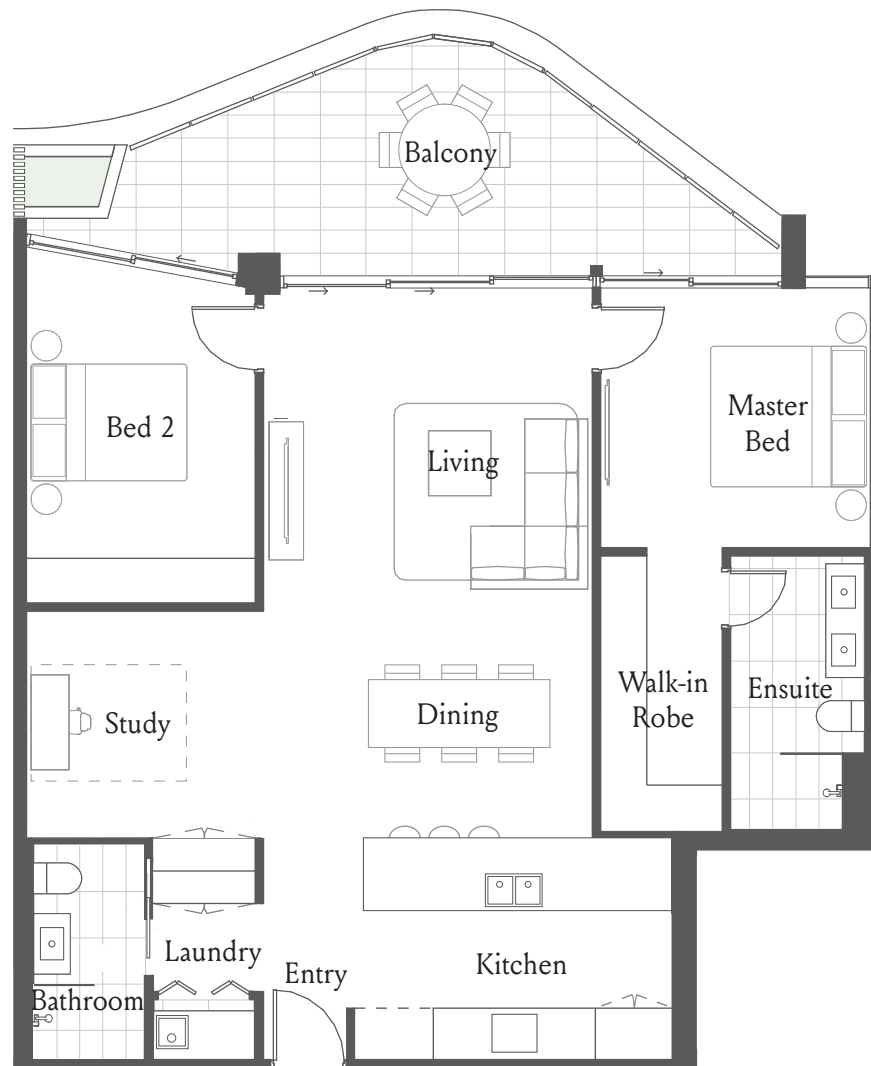 Balcony
Bed 2
Living
Master
Bed
Study
Dining
Walk-in
Robe
Ensuite
Laundry
Entry
Kitchen
Bathroom